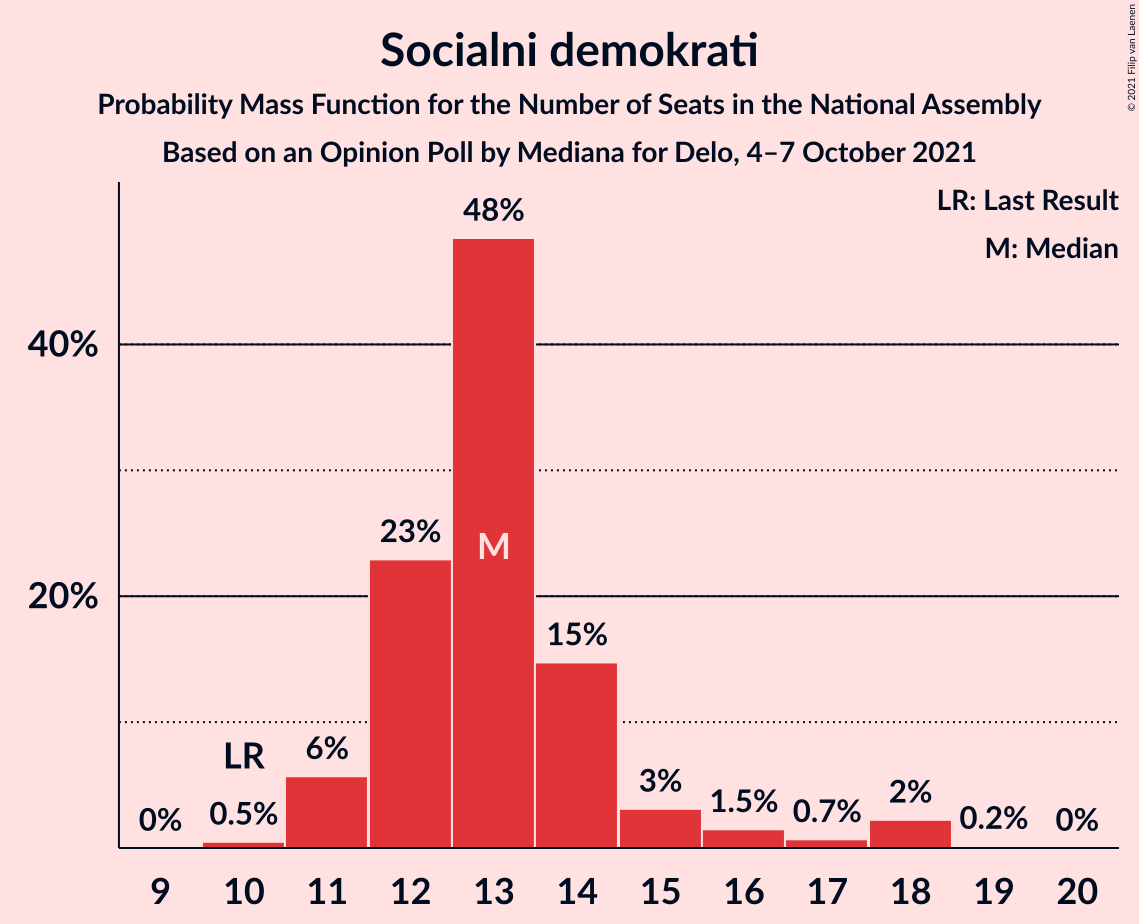 Socialni demokrati
Probability Mass Function for the Number of Seats in the National Assembly
Based on an Opinion Poll by Mediana for Delo, 4–7 October 2021
© 2021 Filip van Laenen
LR: Last Result
M: Median
48%
40%
23%
M
20%
15%
LR
6%
0%
0.5%
3%
1.5%
0.7%
2%
0.2%
0%
9 10 11 12 13 14 15 16 17 18 19 20